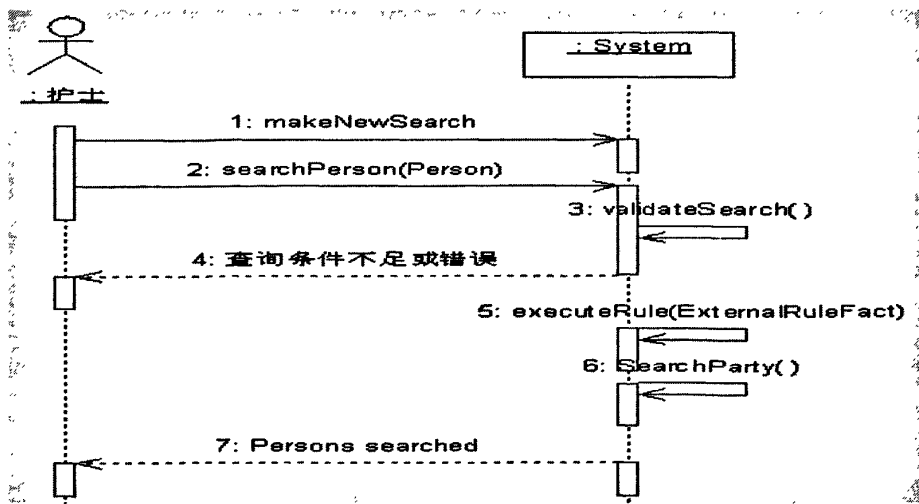 : System
: 护士
1: makeNewSearch
2: searchPerson(Person)
3: validateSearch()
4: 查询条件不足或错误
5: executeRule(ExternalRuleFact)
6: SearchParty()
7: Persons searched